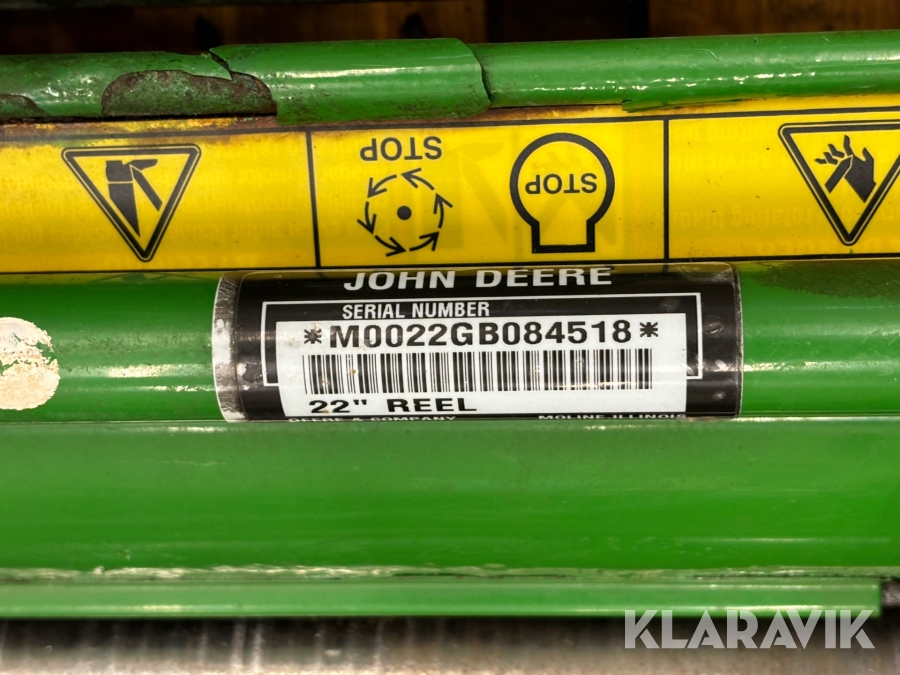 STOP
STOP
JOHN DEERE
SERIAL NUMBER
*M0022GB084518*
22" REEL
DEERE & COMPANY MOLINE ILLINOIS
KLARAVIK